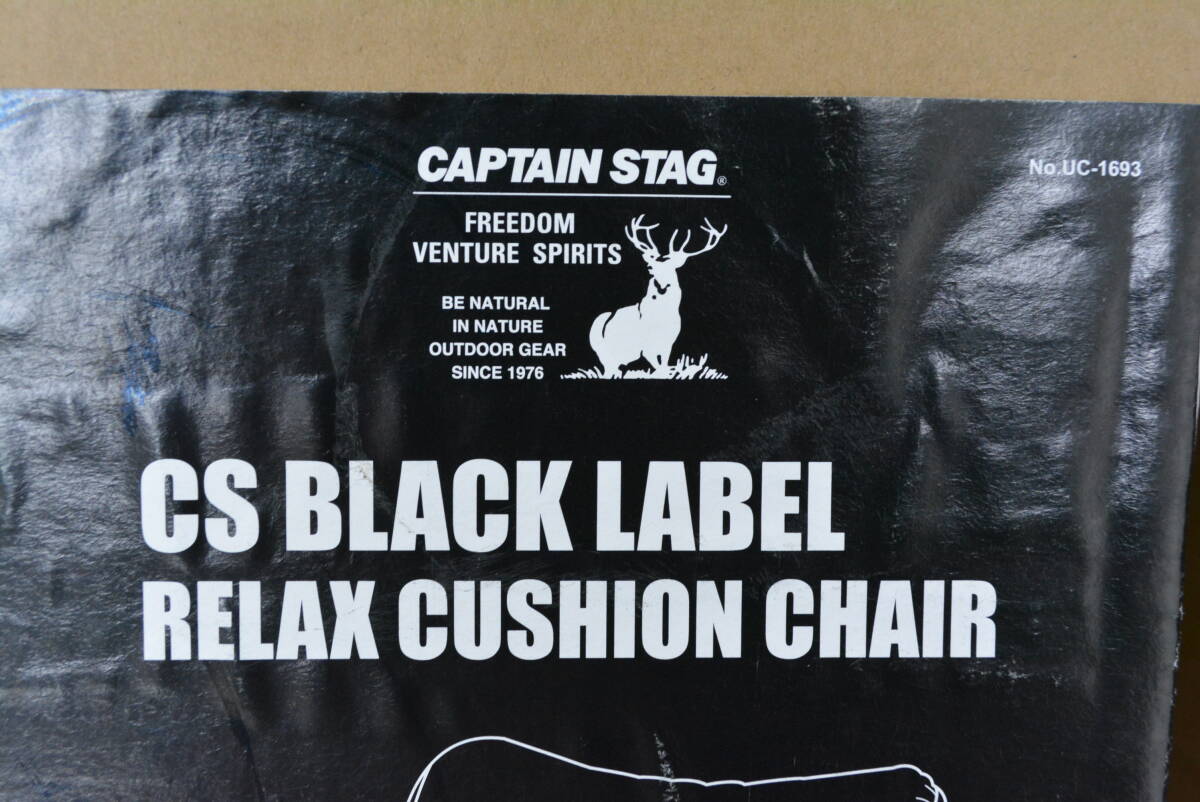 CAPTAIN STAG®
No.UC-1693
FREEDOM
VENTURE SPIRITS
BE NATURAL
IN NATURE
OUTDOOR GEAR
SINCE 1976
CS BLACK LABEL
RELAX CUSHION CHAIR